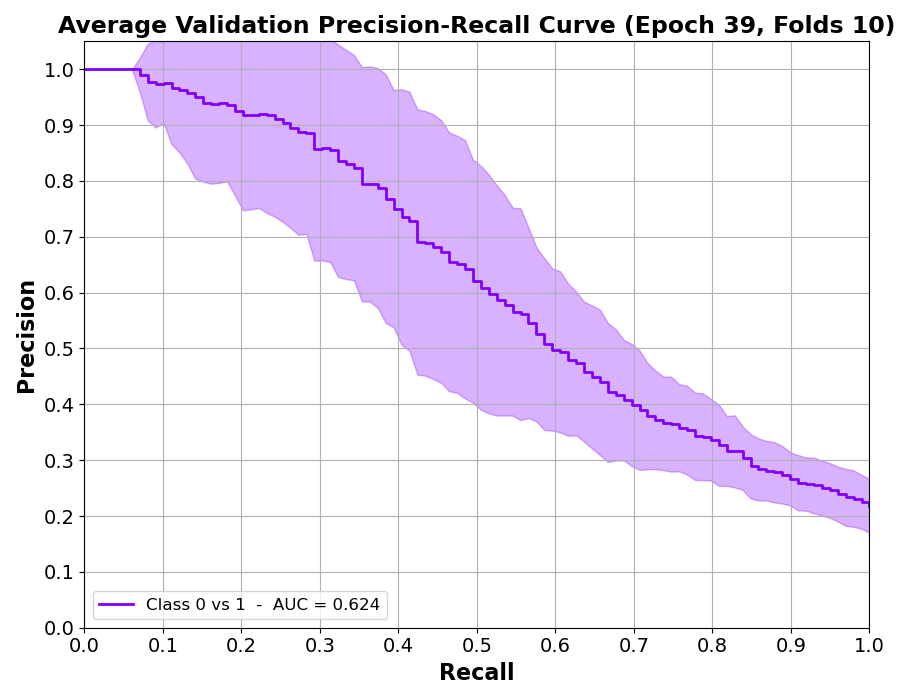 Average Validation Precision-Recall Curve (Epoch 39, Folds 10)
1.0
0.9
0.8
0.7
0.6
0.5
0.4
0.3
0.2
0.1
0.0
Precision
Class 0 vs 1 - AUC = 0.624
0.0 0.1 0.2 0.3 0.4 0.5 0.6 0.7 0.8 0.9 1.0
Recall